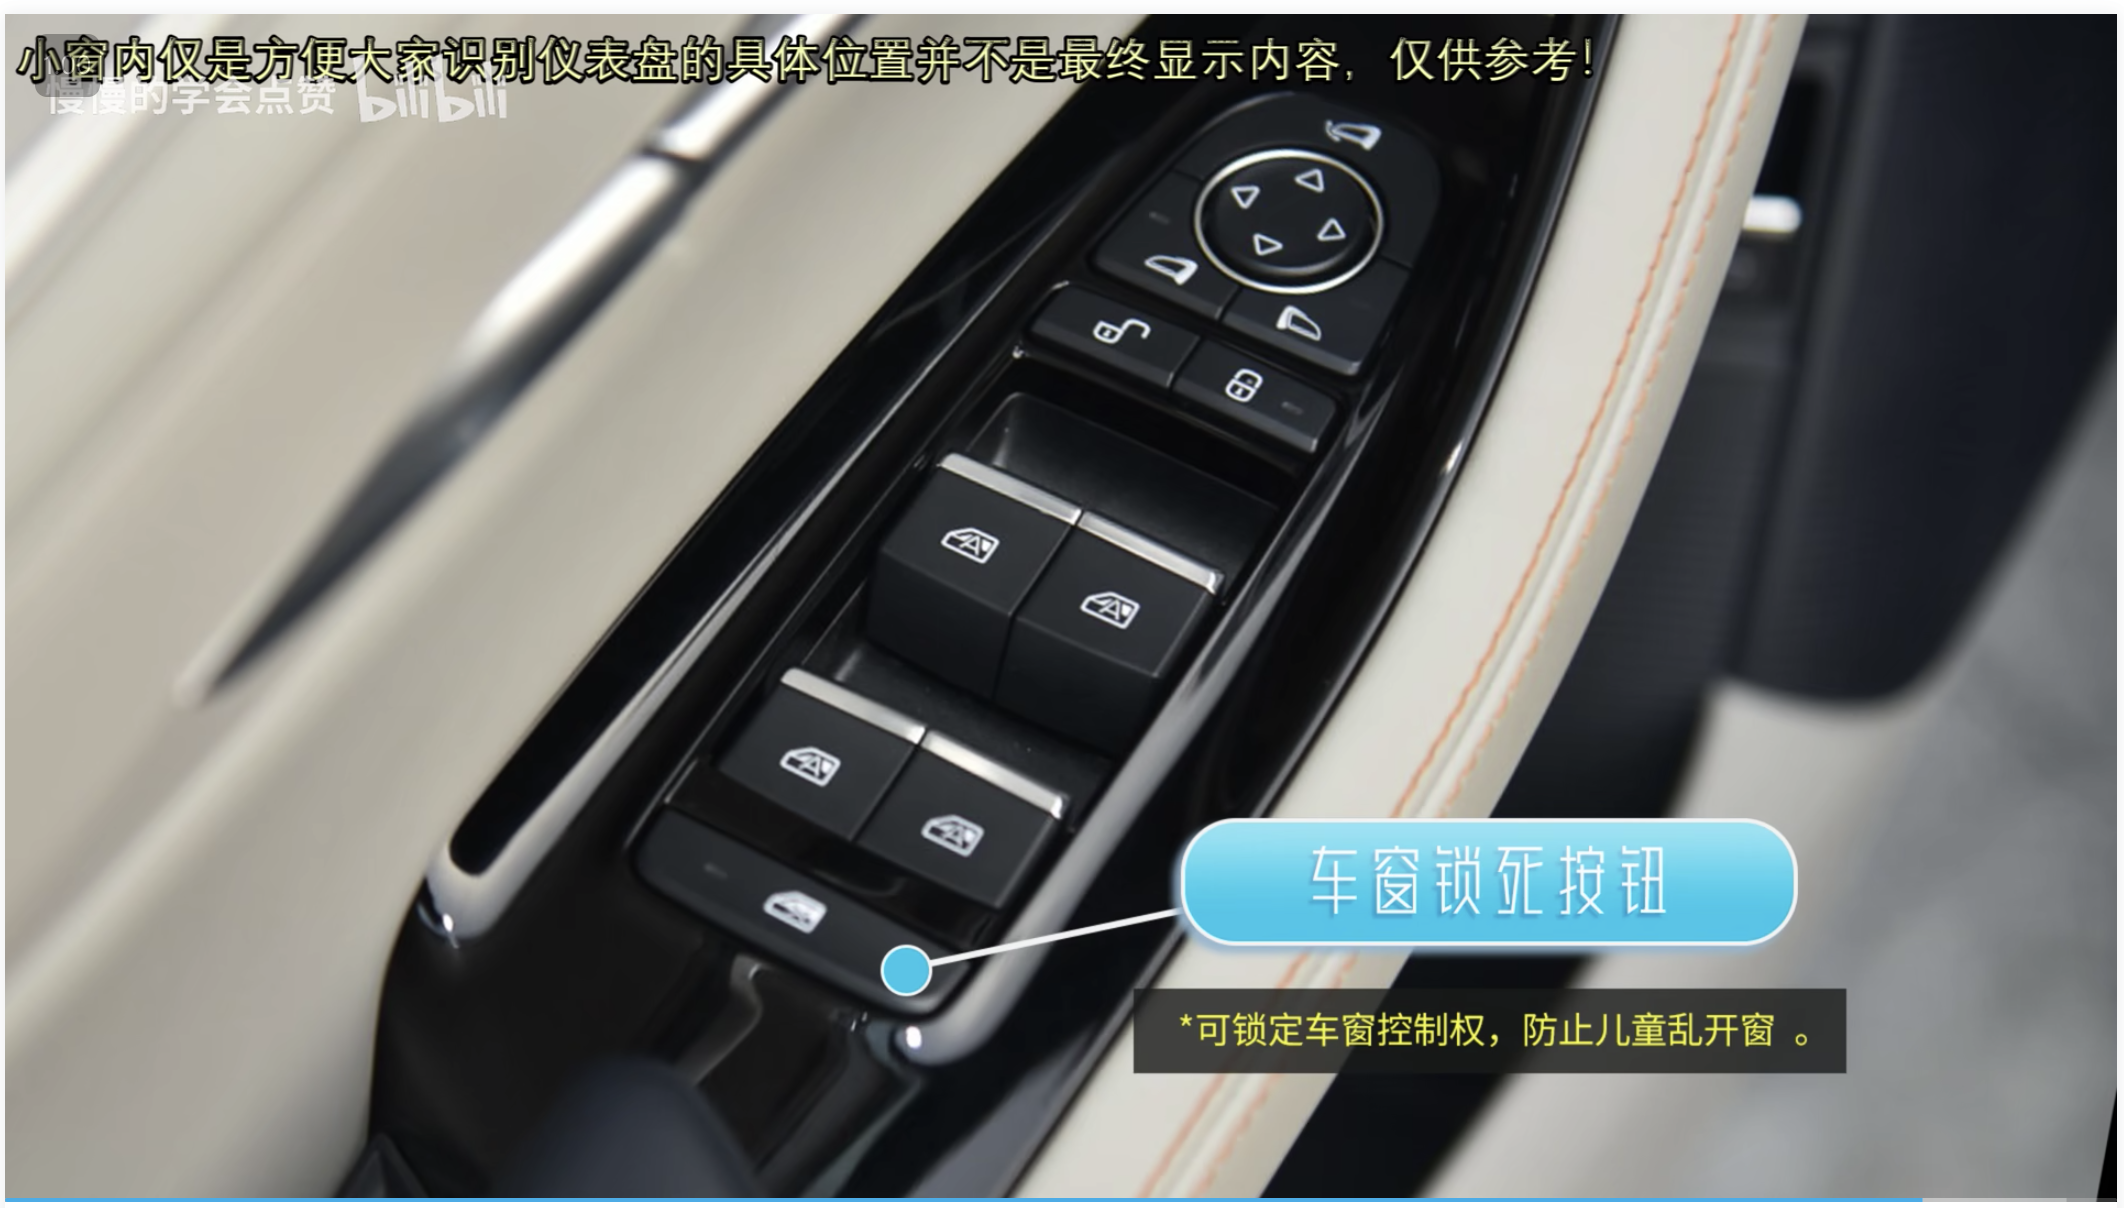 小窗内仅是方便大家识别仪表盘的具体位置并不是最终显示内容，仅供参考！
慢慢的学会点赞 bilibili
A
A
A
A
车窗锁死按钮
*可锁定车窗控制权，防止儿童乱开窗 。